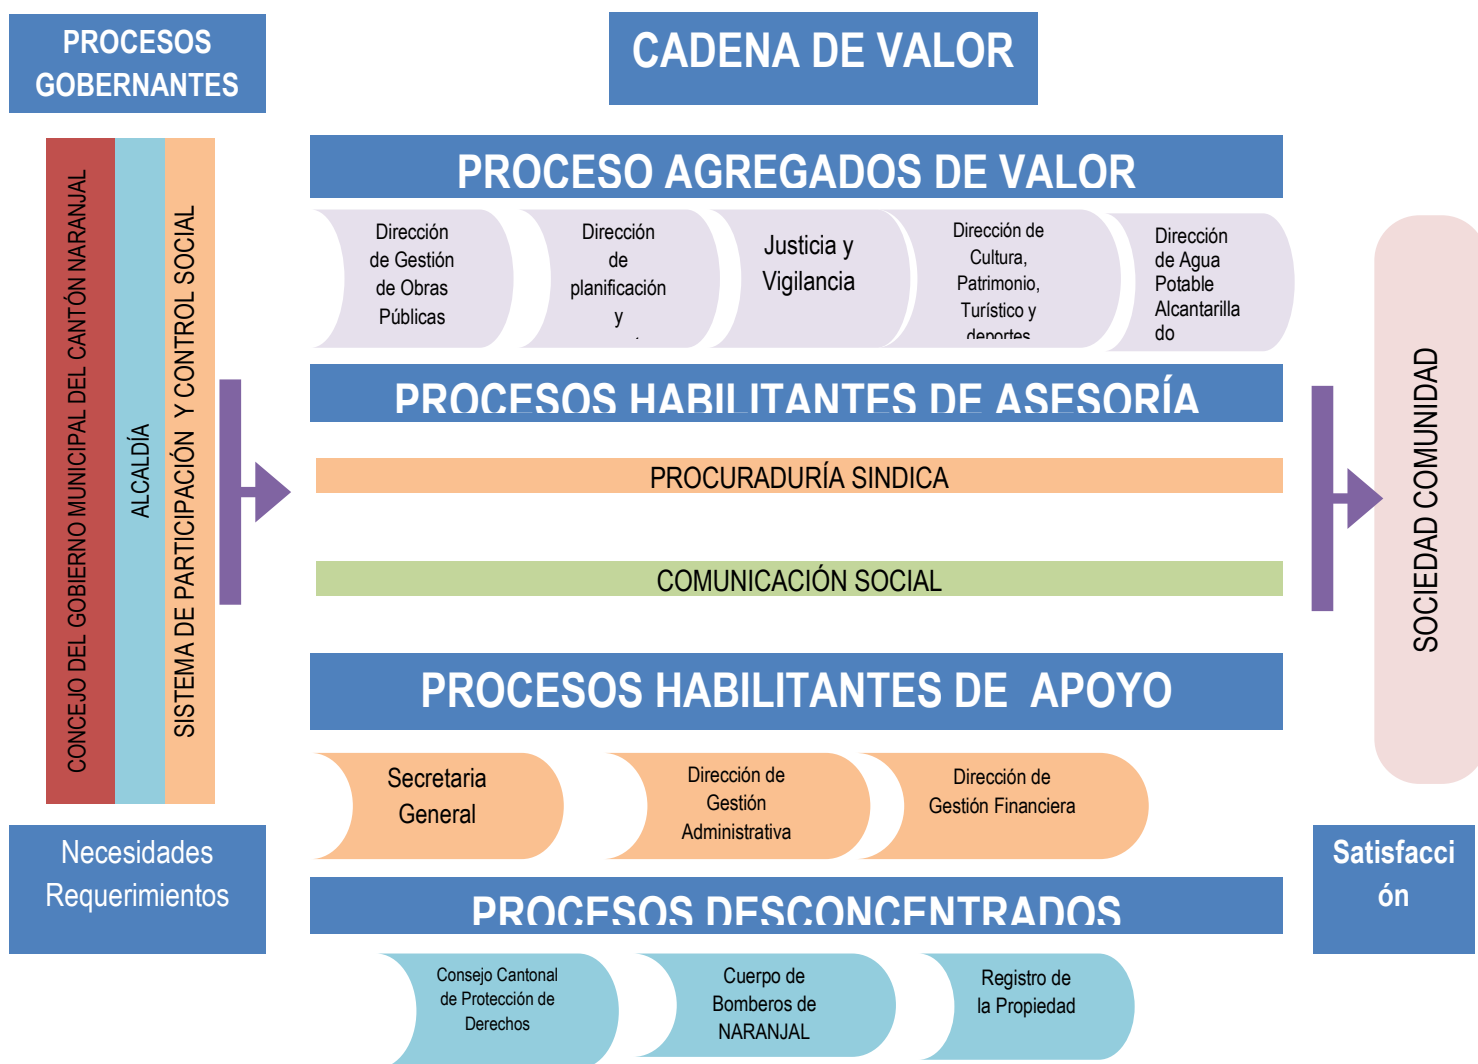 PROCESOS
GOBERNANTES
CADENA DE VALOR
CONCEJO DEL GOBIERNO MUNICIPAL DEL CANTÓN NARANJAL
ALCALDÍA
SISTEMA DE PARTICIPACIÓN Y CONTROL SOCIAL
PROCESO AGREGADOS DE VALOR
Dirección
de Gestión
de Obras
Públicas
Dirección
de
planificación
y
Justicia y
Vigilancia
Dirección de
Cultura,
Patrimonio,
Turístico y
deportes
Dirección
de Agua
Potable
Alcantarilla
do
PROCESOS HABILITANTES DE ASESORÍA
PROCURADURÍA SINDICA
COMUNICACIÓN SOCIAL
PROCESOS HABILITANTES DE APOYO
Secretaria
General
Dirección de
Gestión
Administrativa
Dirección de
Gestión Financiera
PROCESOS DESCONCENTRADOS
Consejo Cantonal
de Protección de
Derechos
Cuerpo de
Bomberos de
NARANJAL
Registro de
la Propiedad
SOCIEDAD COMUNIDAD
Necesidades
Requerimientos
Satisfacci
ón